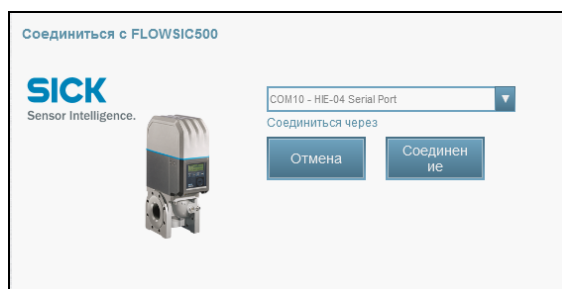 Соединиться с FLOWSIC500
SICK
Sensor Intelligence.
COM10 - HIE-04 Serial Port
Соединиться через
Отмена
Соединен
ие